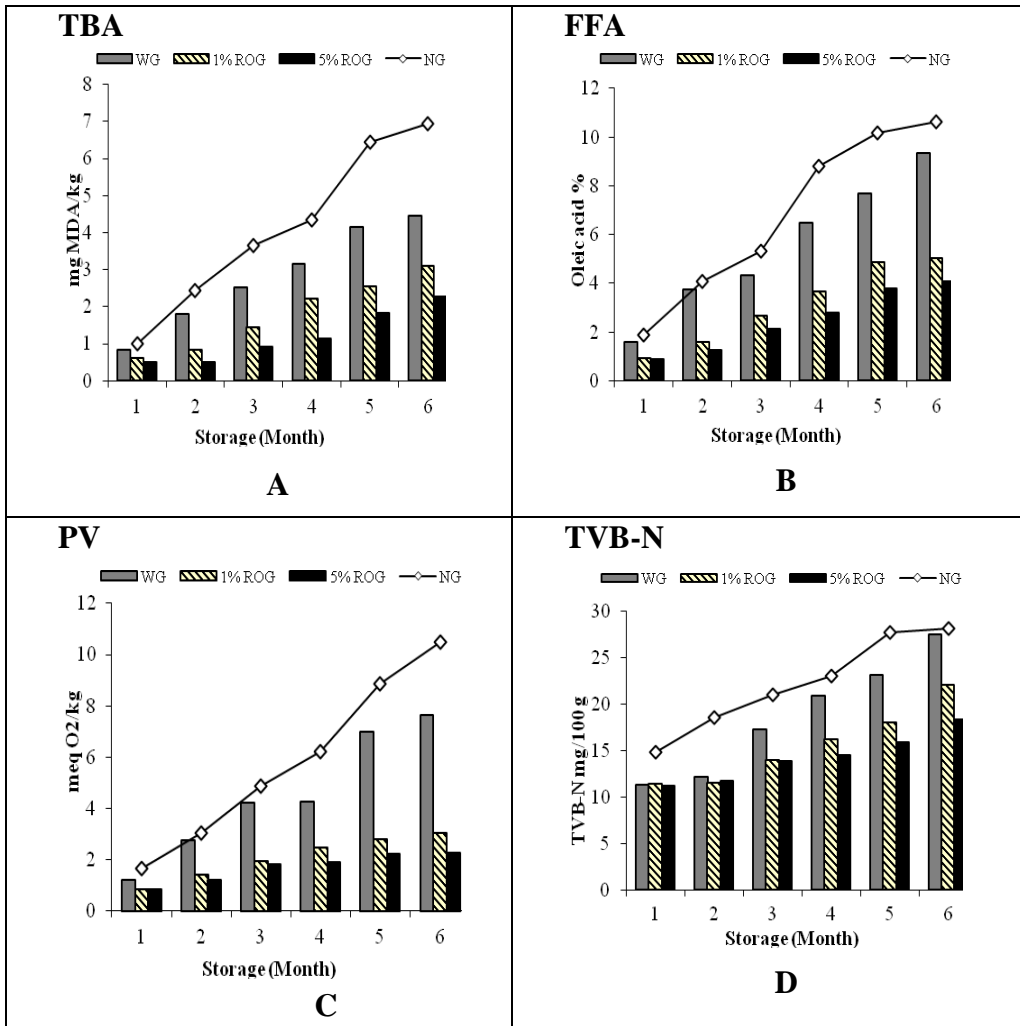 TBA
WG 1% ROG 5% ROG NG
8
7
6
5
4
3
2
1
0
mg MDA/kg
1 2 3 4 5 6
Storage (Month)
A
FFA
WG 1% ROG 5% ROG NG
12
10
8
6
4
2
0
Oleic acid %
1 2 3 4 5 6
Storage (Month)
B
PV
WG 1% ROG 5% ROG NG
12
10
8
6
4
2
0
meq O2/kg
1 2 3 4 5 6
Storage (Month)
C
TVB-N
WG 1% ROG 5% ROG NG
30
25
20
15
10
5
0
TVB-N mg/100 g
1 2 3 4 5 6
Storage (Month)
D